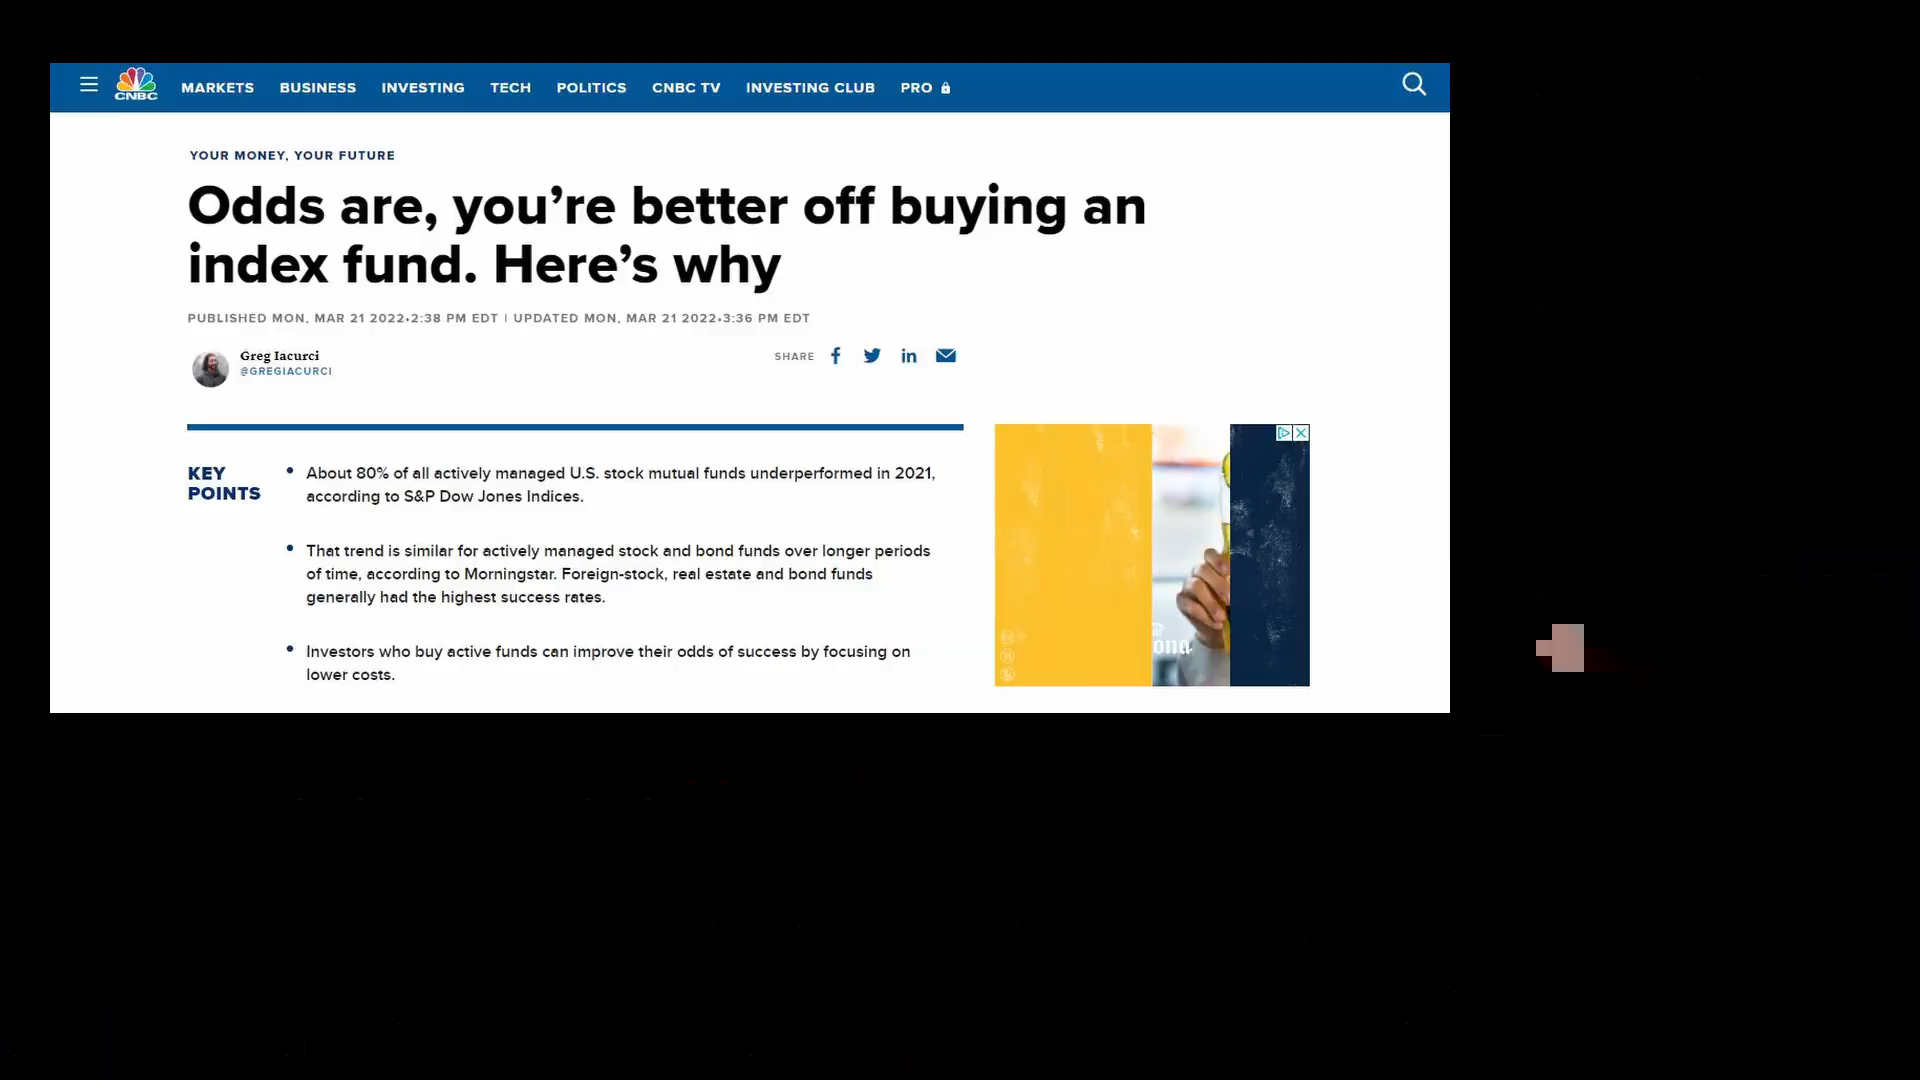 CNBC
MARKETS BUSINESS INVESTING TECH POLITICS CNBC TV INVESTING CLUB PRO
YOUR MONEY, YOUR FUTURE
Odds are, you’re better off buying an
index fund. Here’s why
PUBLISHED MON, MAR 21 2022•2:38 PM EDT | UPDATED MON, MAR 21 2022•3:36 PM EDT
Greg Iacurci
@GREGIACURCI
SHARE
KEY
POINTS
• About 80% of all actively managed U.S. stock mutual funds underperformed in 2021,
according to S&P Dow Jones Indices.
• That trend is similar for actively managed stock and bond funds over longer periods
of time, according to Morningstar. Foreign-stock, real estate and bond funds
generally had the highest success rates.
• Investors who buy active funds can improve their odds of success by focusing on
lower costs.